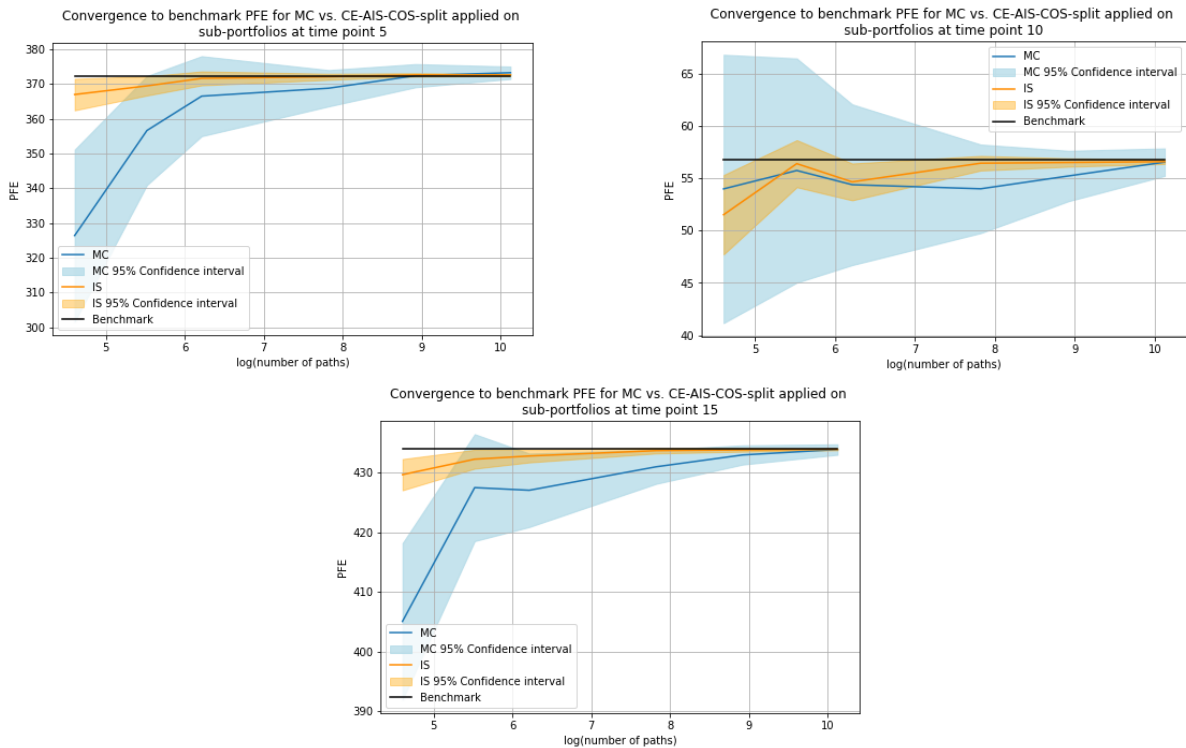 Convergence to benchmark PFE for MC vs. CE-AIS-COS-split applied on
sub-portfolios at time point 5
380
370
360
350
340
330
320
310
300
PFE
MC
MC 95% Confidence interval
IS
IS 95% Confidence interval
Benchmark
5 6 7 8 9 10
log(number of paths)
Convergence to benchmark PFE for MC vs. CE-AIS-COS-split applied on
sub-portfolios at time point 10
65
60
55
50
45
40
PFE
MC
MC 95% Confidence interval
IS
IS 95% Confidence interval
Benchmark
5 6 7 8 9 10
log(number of paths)
Convergence to benchmark PFE for MC vs. CE-AIS-COS-split applied on
sub-portfolios at time point 15
430
420
410
400
390
PFE
MC
MC 95% Confidence interval
IS
IS 95% Confidence interval
Benchmark
5 6 7 8 9 10
log(number of paths)